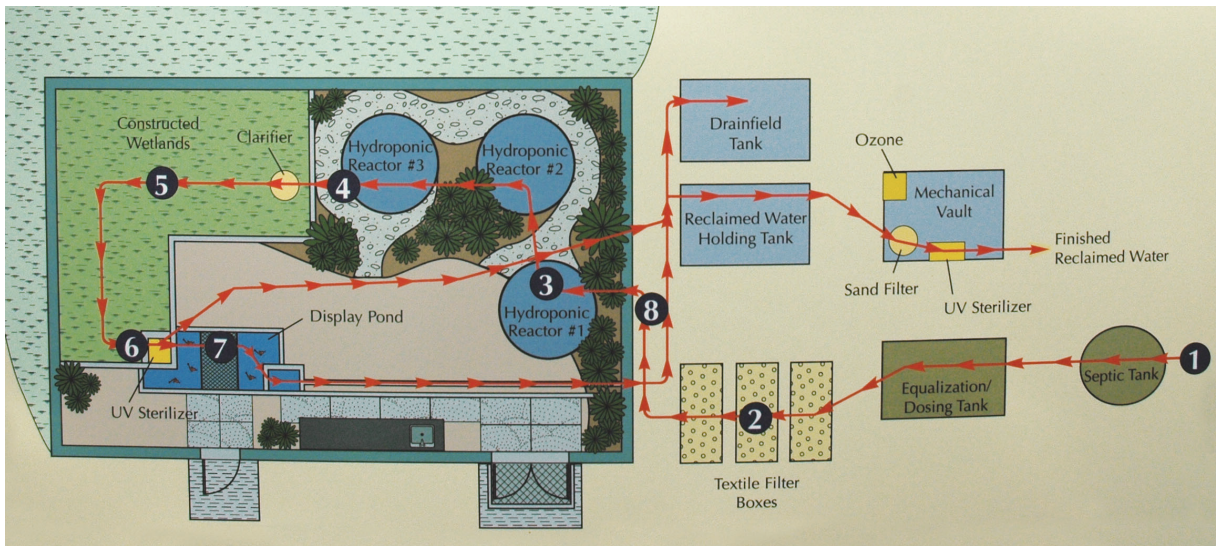 Constructed
Wetlands
Clarifier
Hydroponic
Reactor #3
Hydroponic
Reactor #2
Drainfield
Tank
Ozone
Mechanical
Vault
5
4
Reclaimed Water
Holding Tank
Finished
Reclaimed Water
3
Sand Filter
UV Sterilizer
Hydroponic
Reactor #1
8
Display Pond
6
7
UV Sterilizer
Equalization/
Dosing Tank
Septic Tank
1
2
Textile Filter
Boxes